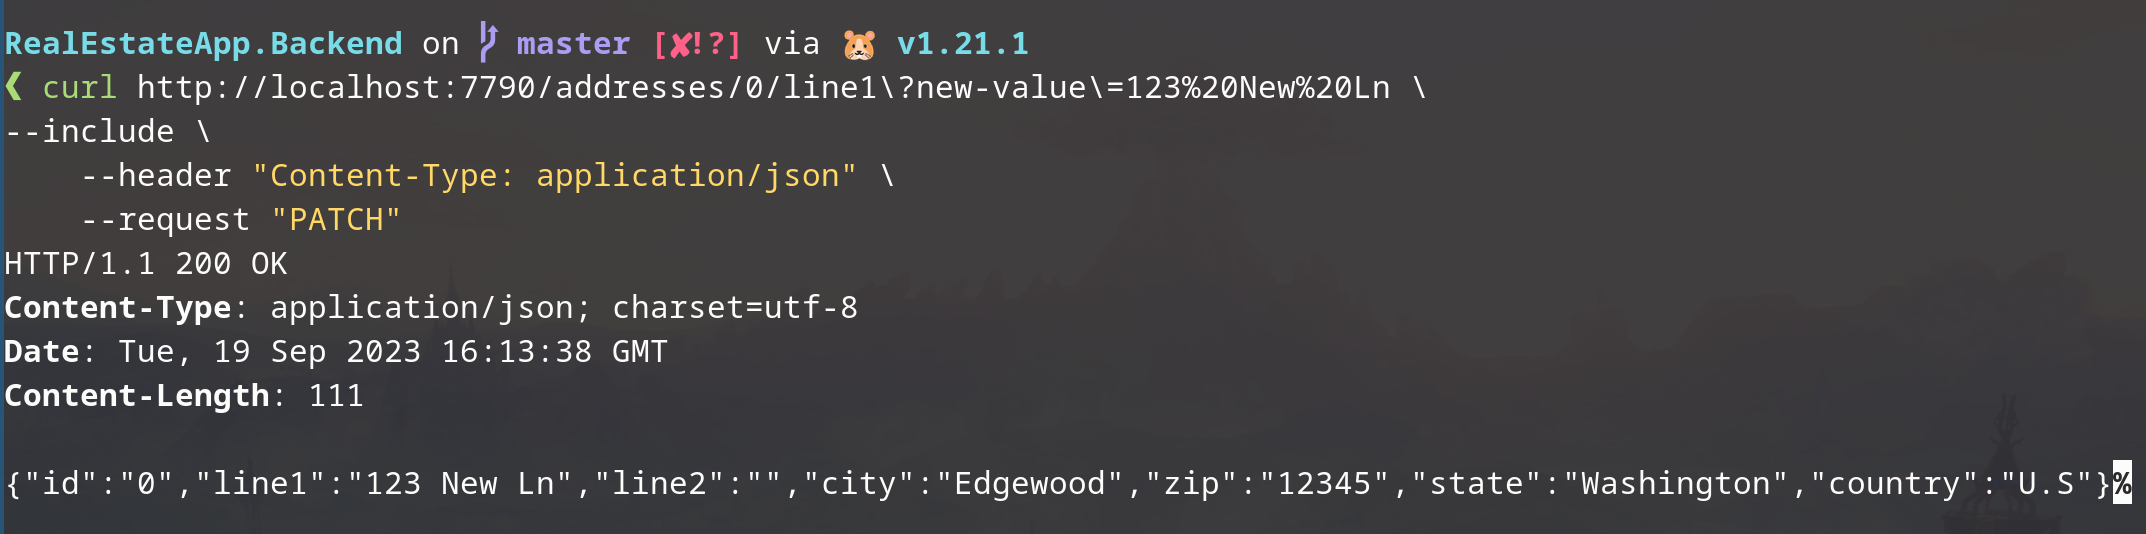 RealEstateApp.Backend on master [✘!?] via 🐹 v1.21.1
❮ curl http://localhost:7790/addresses/0/line1\?new-value\=123%20New%20Ln \
--include \
    --header "Content-Type: application/json" \
    --request "PATCH"
HTTP/1.1 200 OK
Content-Type: application/json; charset=utf-8
Date: Tue, 19 Sep 2023 16:13:38 GMT
Content-Length: 111

{"id":"0","line1":"123 New Ln","line2":"","city":"Edgewood","zip":"12345","state":"Washington","country":"U.S"}%